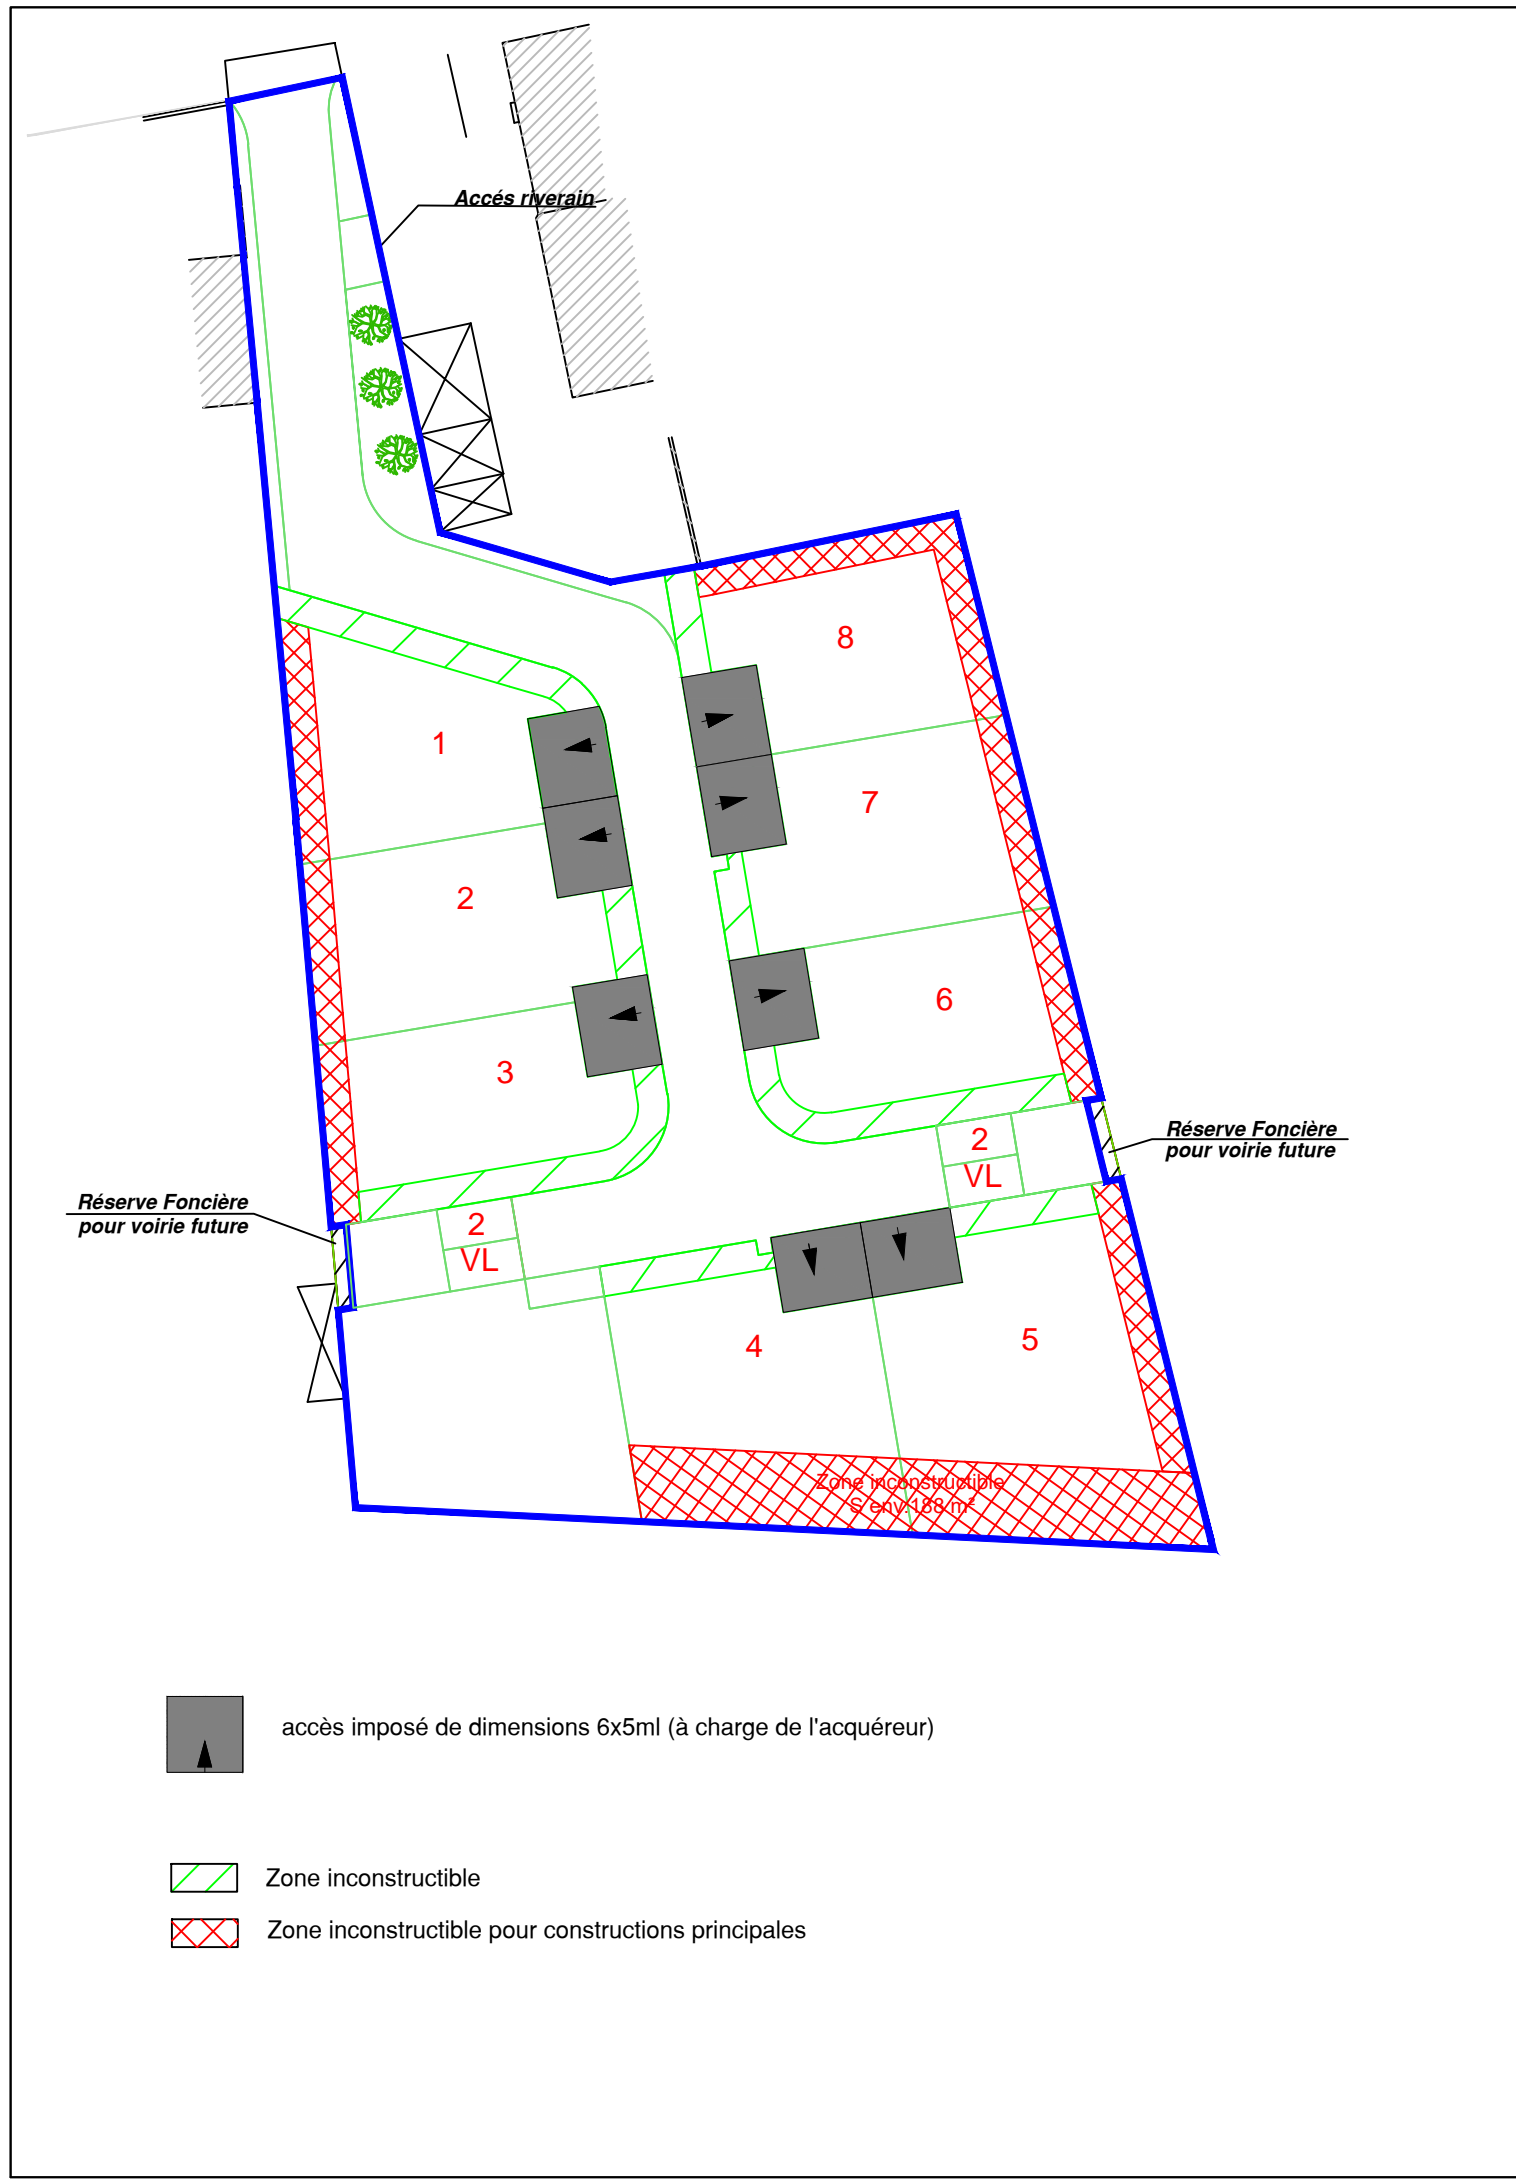 Accés riverain
8
1
7
2
6
3
Réserve Foncière
pour voirie future
2
VL
Réserve Foncière
pour voirie future
2
VL
4
5
Zone inconstructible
S env.188 m²
accès imposé de dimensions 6x5ml (à charge de l'acquéreur)
Zone inconstructible
Zone inconstructible pour constructions principales